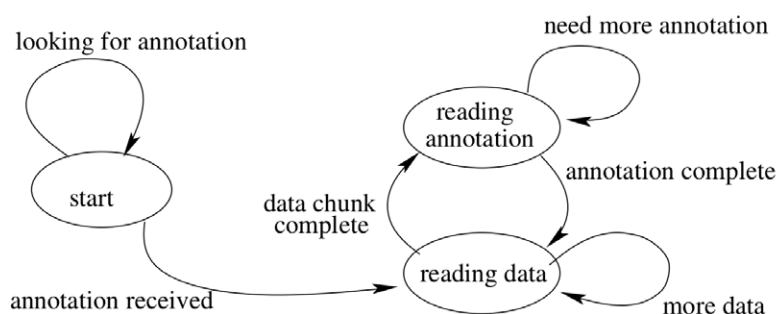 looking for annotation
need more annotation
reading
annotation
start
annotation complete
data chunk
complete
reading data
annotation received
more data